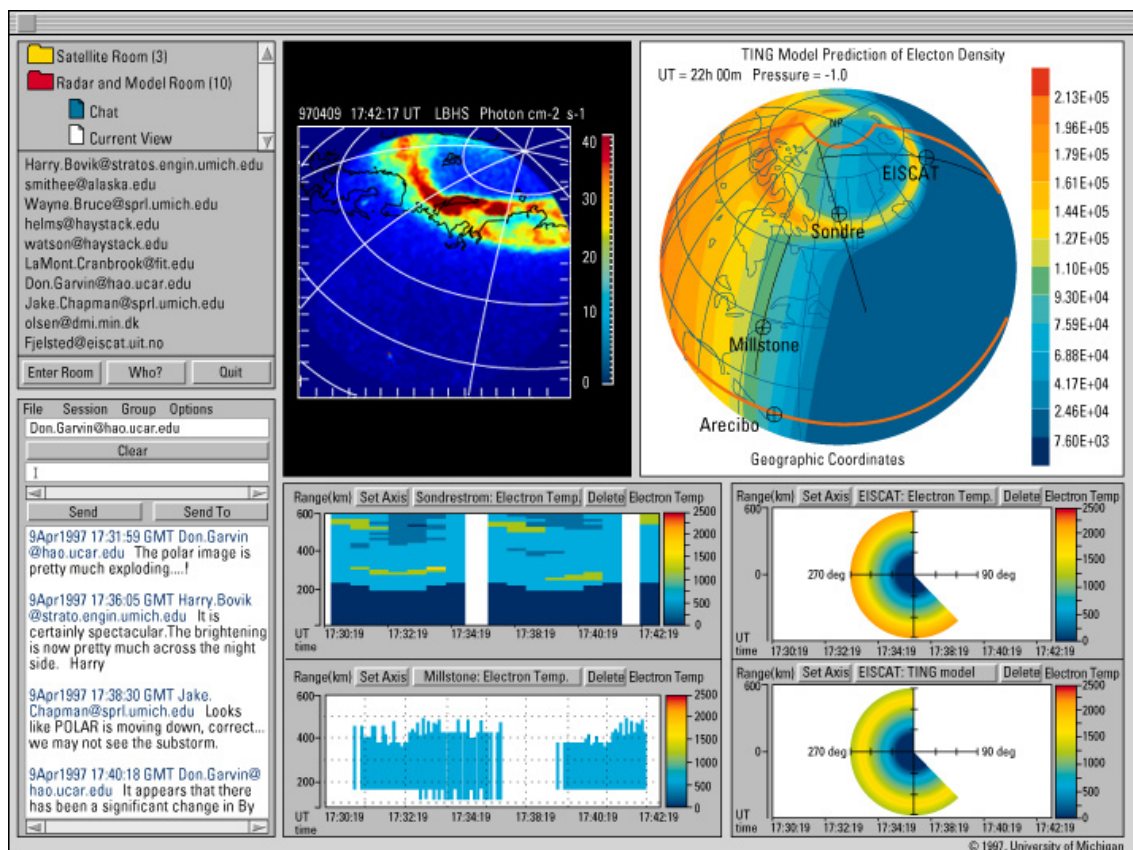 Satellite Room (3)
Radar and Model Room (10)
Chat
Current View
Harry.Bovik@stratos.engin.umich.edu
smithee@alaska.edu
Wayne.Bruce@sprl.umich.edu
helms@haystack.edu
watson@haystack.edu
LaMont.Cranbrook@fit.edu
Don.Garvin@hao.ucar.edu
Jake.Chapman@sprl.umich.edu
olsen@dmi.min.dk
Fjelsted@eiscat.uit.no
Enter Room Who? Quit
File Session Group Options
Don.Garvin@hao.ucar.edu
Clear
Send Send To
9Apr1997 17:31:59 GMT Don.Garvin
@hao.ucar.edu The polar image is
pretty much exploding....!
9Apr1997 17:36:05 GMT Harry.Bovik
@strato.engin.umich.edu It is
certainly spectacular.The brightening
is now pretty much across the night
side. Harry
9Apr1997 17:38:30 GMT Jake.
Chapman@sprl.umich.edu Looks
like POLAR is moving down, correct...
we may not see the substorm.
9Apr1997 17:40:18 GMT Don.Garvin@
hao.ucar.edu It appears that there
has been a significant change in By
970409 17:42:17 UT LBHS Photon cm-2 s-1
40
30
20
10
0
TING Model Prediction of Electon Density
UT = 22h 00m Pressure = -1.0
NP
EISCAT
Sondre
Millstone
Arecibo
Geographic Coordinates
2.13E+05
1.96E+05
1.79E+05
1.61E+05
1.44E+05
1.27E+05
1.10E+05
9.30E+04
7.59E+04
6.88E+04
4.17E+04
2.46E+04
7.60E+03
Range(km) Set Axis Sondrestrom: Electron Temp. Delete Electron Temp
600
400
200
2500
2000
1500
1000
500
0
UT
time
17:30:19 17:32:19 17:34:19 17:38:19 17:40:19 17:42:19
Range(km) Set Axis EISCAT: Electron Temp. Delete Electron Temp
600
0
270 deg 90 deg
2500
2000
1500
1000
500
0
UT
time
17:30:19 17:32:19 17:34:19 17:38:19 17:40:19 17:42:19
Range(km) Set Axis Millstone: Electron Temp. Delete Electron Temp
600
400
200
2500
2000
1500
1000
500
0
UT
time
17:30:19 17:32:19 17:34:19 17:38:19 17:40:19 17:42:19
Range(km) Set Axis EISCAT: TING model Delete Electron Temp
600
0
270 deg 90 deg
2500
2000
1500
1000
500
0
UT
time
17:30:19 17:32:19 17:34:19 17:38:19 17:40:19 17:42:19
© 1997, University of Michigan